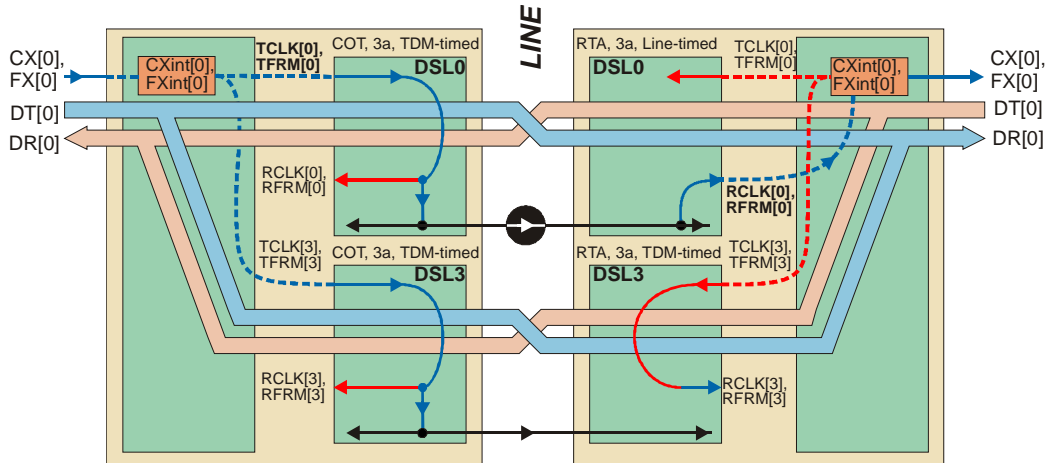 LINE
CX[0],
FX[0]
DT[0]
DR[0]
CXint[0],
FXint[0]
TCLK[0],
TFRM[0]
COT, 3a, TDM-timed
DSL0
RCLK[0],
RFRM[0]
TCLK[3],
TFRM[3]
COT, 3a, TDM-timed
DSL3
RCLK[3],
RFRM[3]
RTA, 3a, Line-timed
DSL0
TCLK[0],
TFRM[0]
CXint[0],
FXint[0]
CX[0],
FX[0]
DT[0]
DR[0]
RCLK[0],
RFRM[0]
RTA, 3a, TDM-timed
DSL3
TCLK[3],
TFRM[3]
RCLK[3],
RFRM[3]